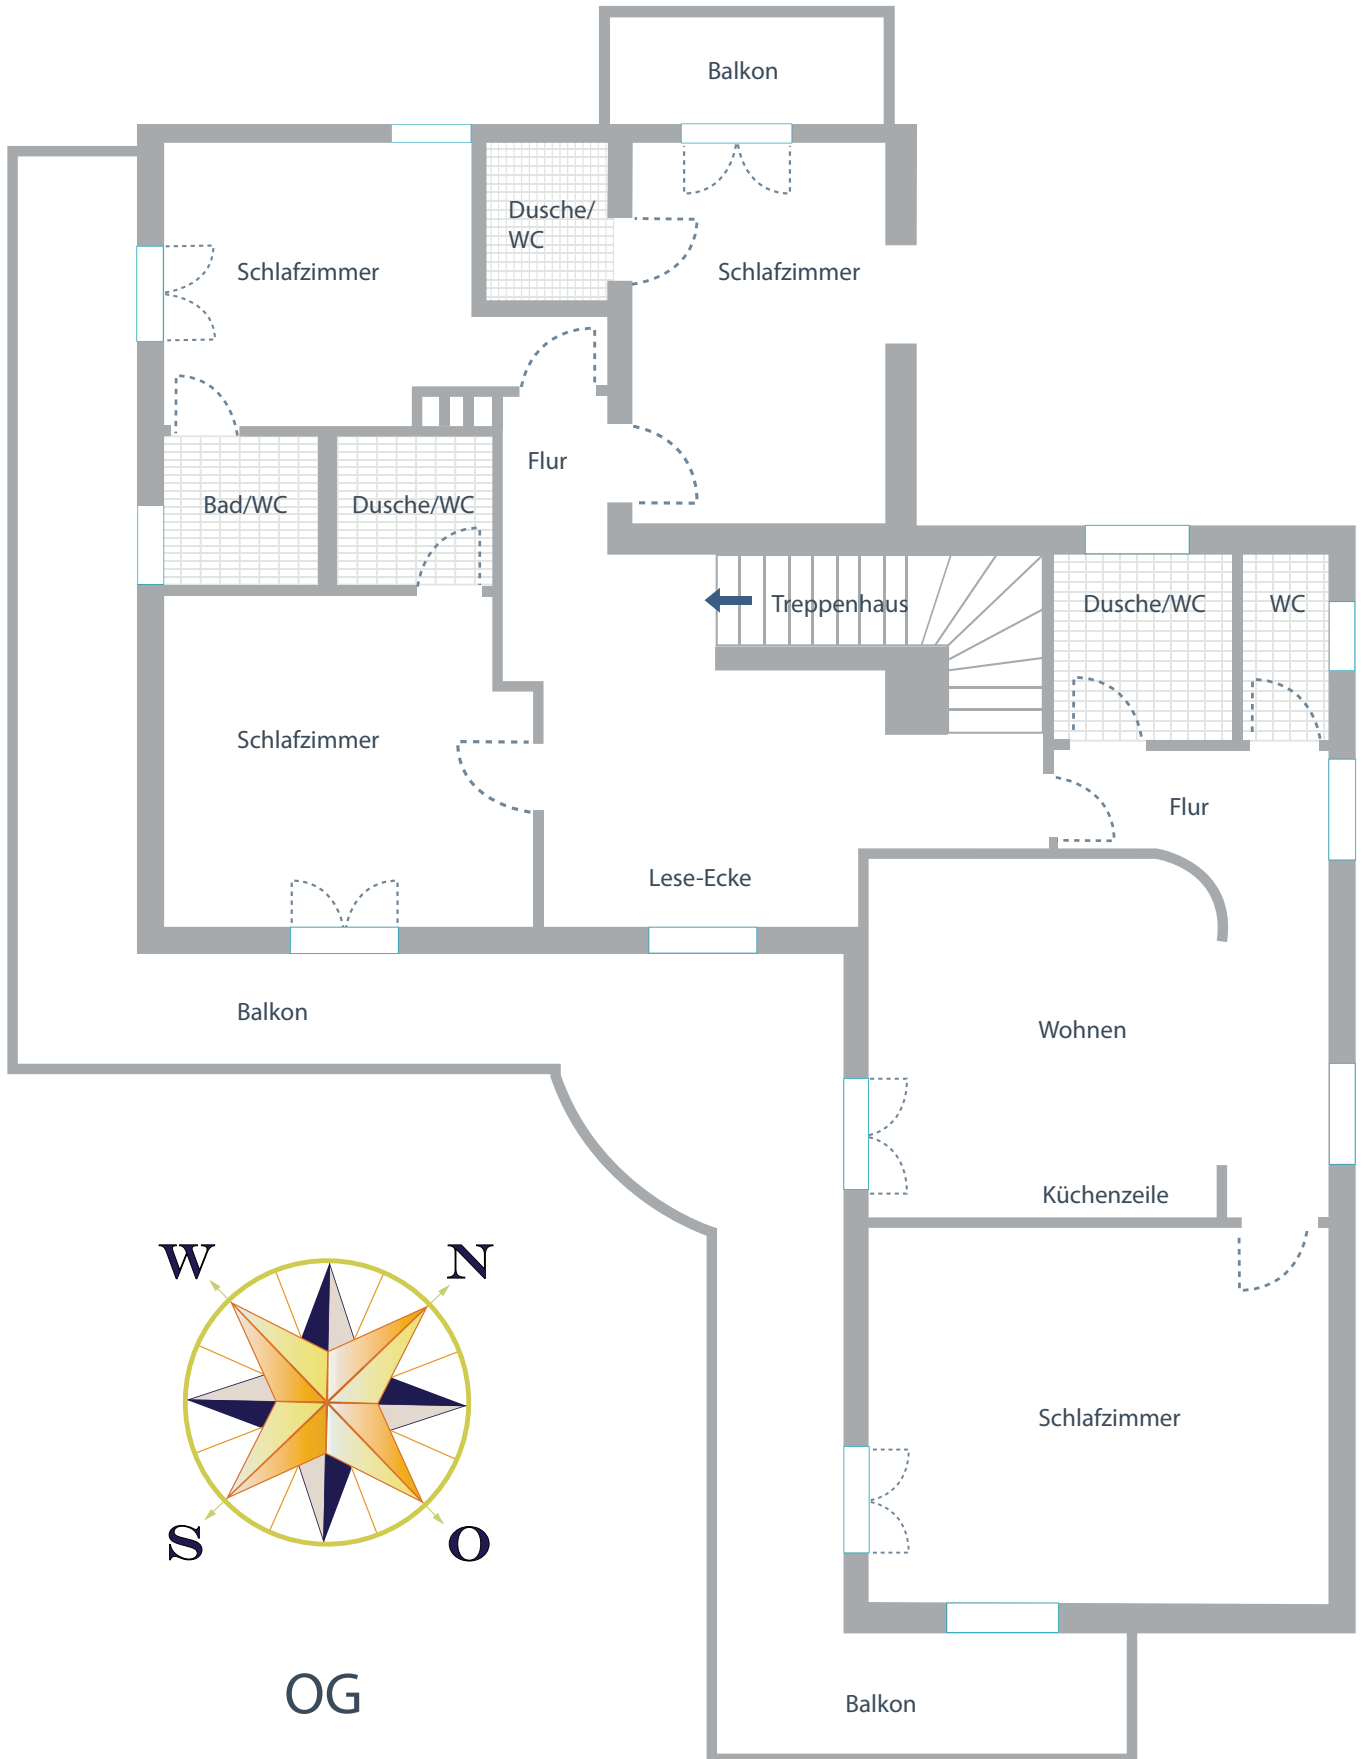 Balkon
Dusche/
WC
Schlafzimmer
Schlafzimmer
Flur
Bad/WC
Dusche/WC
Treppenhaus
Dusche/WC
WC
Schlafzimmer
Flur
Lese-Ecke
Balkon
Wohnen
Küchenzeile
W
N
Schlafzimmer
S
O
OG
Balkon